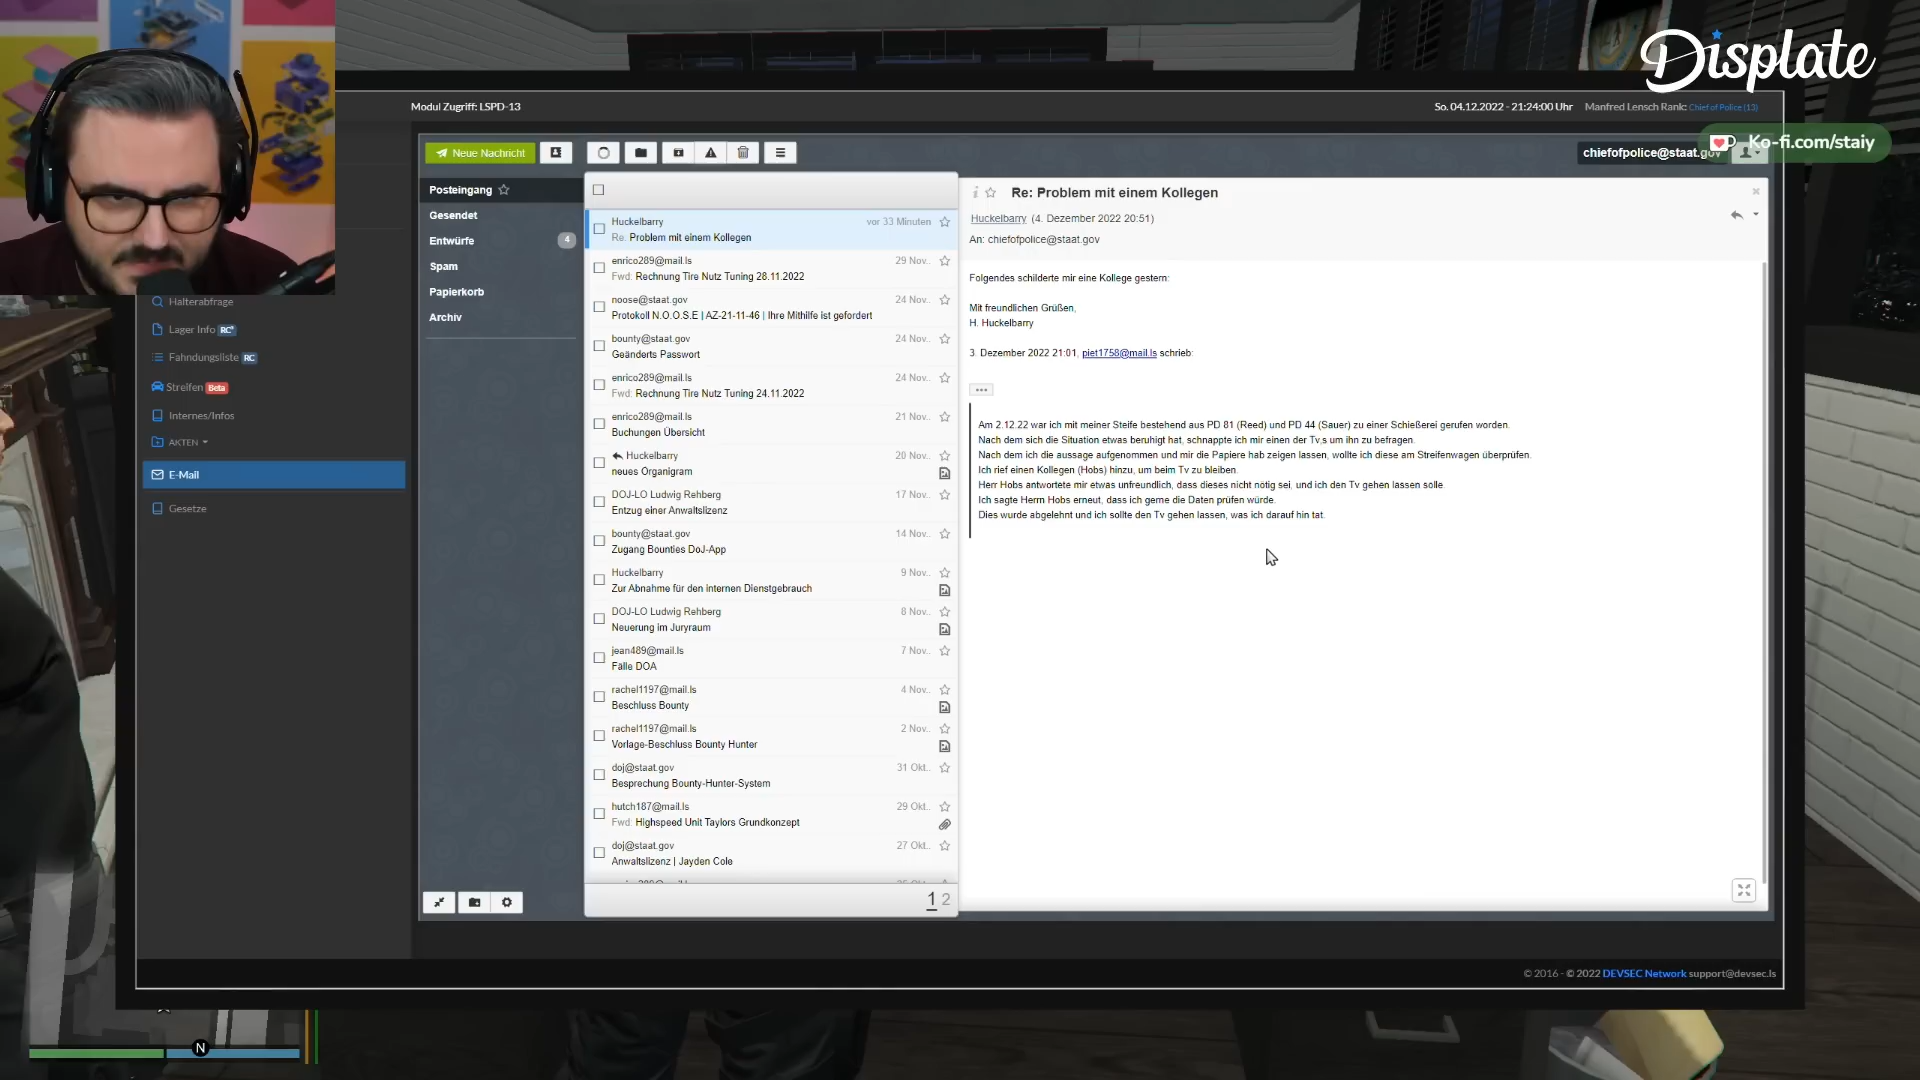 Displate
Ko-fi.com/staiy
Modul Zugriff: LSPD-13
So. 04.12.2022 - 21:24:00 Uhr
Manfred Lensch Rank: Chief of Police (13)
Halterabfrage
Lager Info RC*
Fahndungsliste RC
Streifen Beta
Internes/Infos
AKTEN
E-Mail
Gesetze
Neue Nachricht
chiefofpolice@staat.gov
Posteingang
Gesendet
Entwürfe 4
Spam
Papierkorb
Archiv
Huckelbarry vor 33 Minuten
Re: Problem mit einem Kollegen
enrico289@mail.ls 29 Nov..
Fwd: Rechnung Tire Nutz Tuning 28.11.2022
noose@staat.gov 24 Nov..
Protokoll N.O.O.S.E | AZ-21-11-46 | Ihre Mithilfe ist gefordert
bounty@staat.gov 24 Nov..
Geänderts Passwort
enrico289@mail.ls 24 Nov..
Fwd: Rechnung Tire Nutz Tuning 24.11.2022
enrico289@mail.ls 21 Nov..
Buchungen Übersicht
Huckelbarry 20 Nov..
neues Organigram
DOJ-LO Ludwig Rehberg 17 Nov..
Entzug einer Anwaltslizenz
bounty@staat.gov 14 Nov..
Zugang Bounties DoJ-App
Huckelbarry 9 Nov..
Zur Abnahme für den internen Dienstgebrauch
DOJ-LO Ludwig Rehberg 8 Nov..
Neuerung im Juryraum
jean489@mail.ls 7 Nov..
Fälle DOA
rachel1197@mail.ls 4 Nov..
Beschluss Bounty
rachel1197@mail.ls 2 Nov..
Vorlage-Beschluss Bounty Hunter
doj@staat.gov 31 Okt..
Besprechung Bounty-Hunter-System
hutch187@mail.ls 29 Okt..
Fwd: Highspeed Unit Taylors Grundkonzept
doj@staat.gov 27 Okt..
Anwaltslizenz | Jayden Cole
1 2
Re: Problem mit einem Kollegen
Huckelbarry (4. Dezember 2022 20:51)
An: chiefofpolice@staat.gov
Folgendes schilderte mir eine Kollege gestern:
Mit freundlichen Grüßen,
H. Huckelbarry
3. Dezember 2022 21:01, piet1758@mail.ls schrieb:
Am 2.12.22 war ich mit meiner Steife bestehend aus PD 81 (Reed) und PD 44 (Sauer) zu einer Schießerei gerufen worden.
Nach dem sich die Situation etwas beruhigt hat, schnappte ich mir einen der Tv,s um ihn zu befragen.
Nach dem ich die aussage aufgenommen und mir die Papiere hab zeigen lassen, wollte ich diese am Streifenwagen überprüfen.
Ich rief einen Kollegen (Hobs) hinzu, um beim Tv zu bleiben.
Herr Hobs antwortete mir etwas unfreundlich, dass dieses nicht nötig sei, und ich den Tv gehen lassen solle.
Ich sagte Herrn Hobs erneut, dass ich gerne die Daten prüfen würde.
Dies wurde abgelehnt und ich sollte den Tv gehen lassen, was ich darauf hin tat.
© 2016 - © 2022 DEVSEC Network support@devsec.ls
N